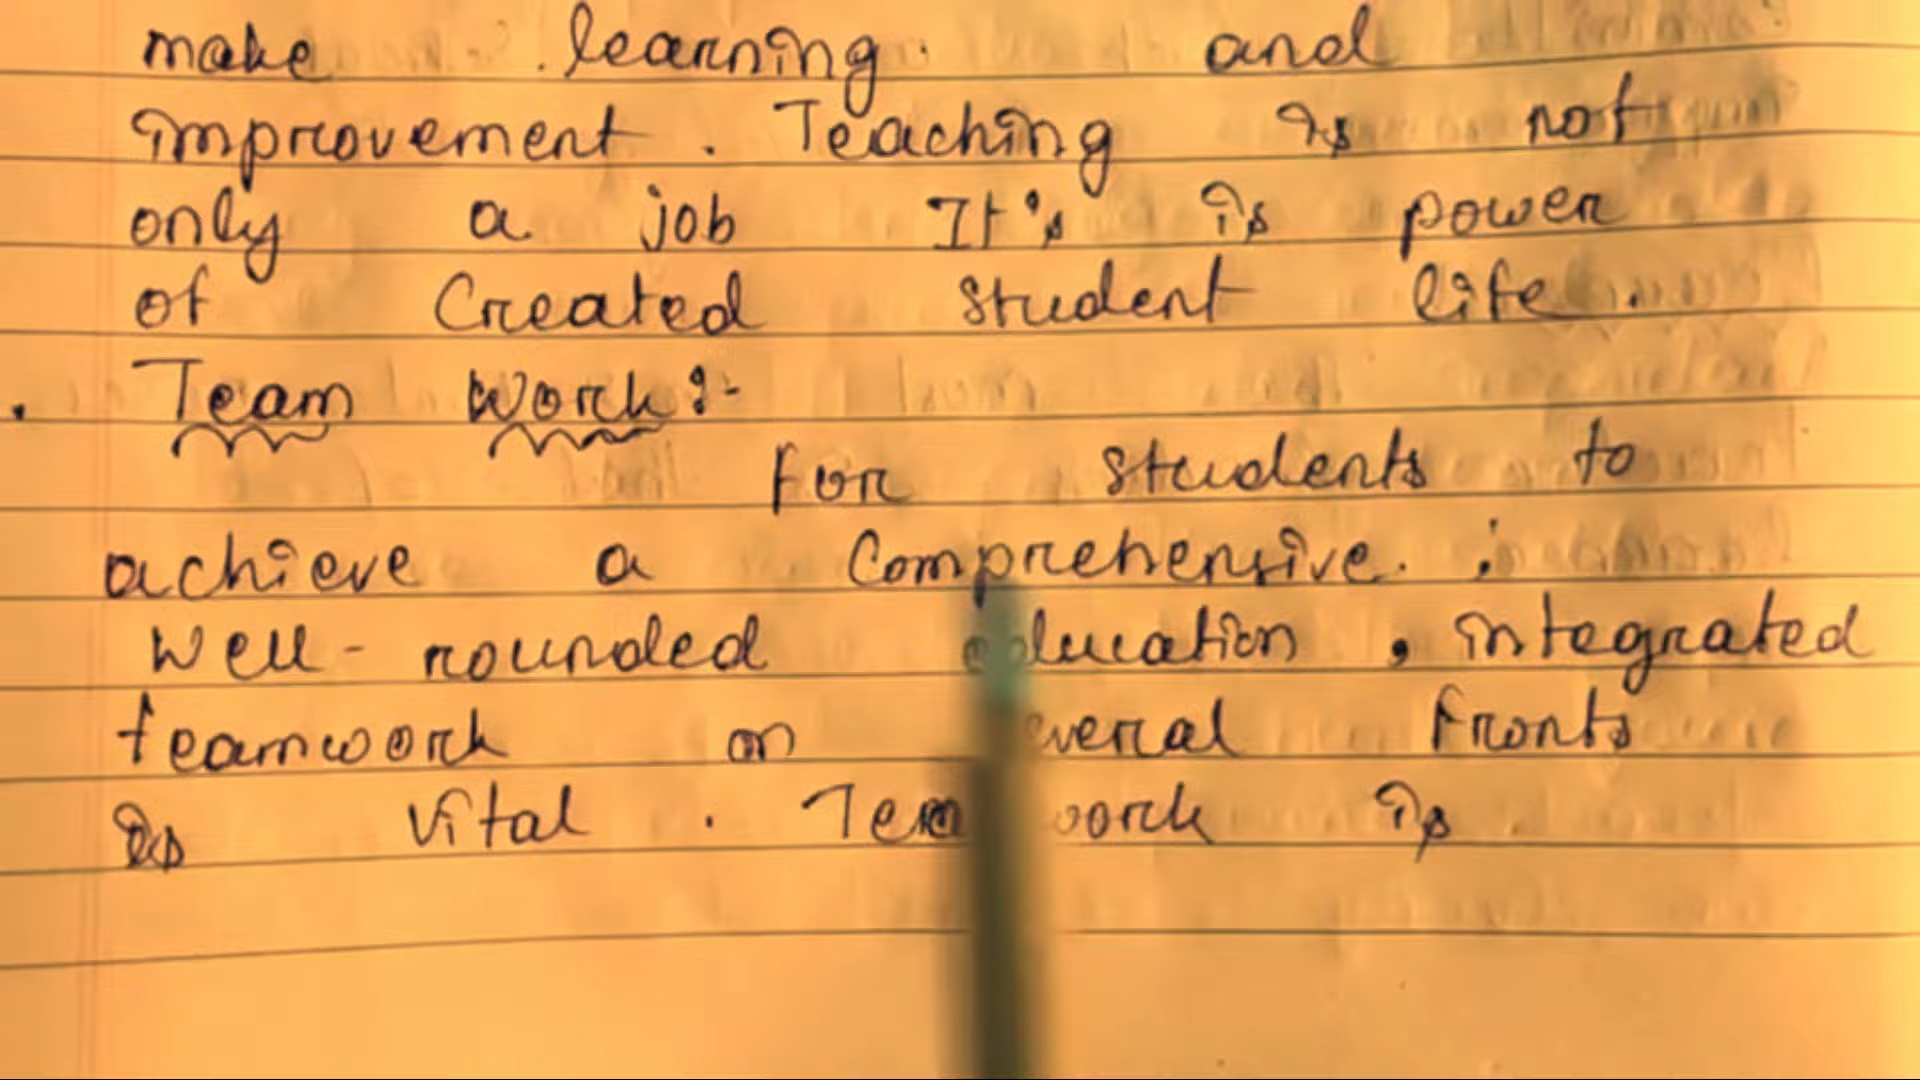 make learning and
improvement. Teaching is not
only a job It's is power
of Created student life.
Team work:-
for students to
achieve a Comprehensive.
Well-rounded education, integrated
teamwork on several fronts
is vital. is